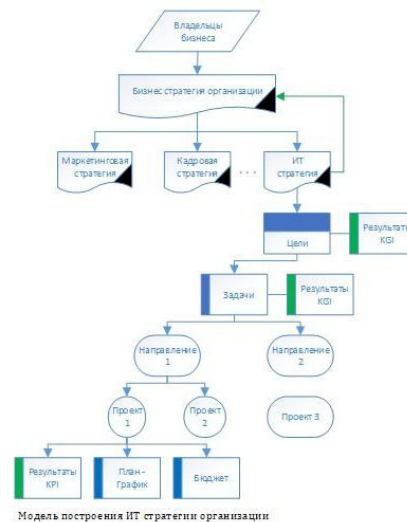 Владельцы
бизнеса
Бизнес стратегия организации
Маркетинговая
стратегия
Кадровая
стратегия
...
ИТ
стратегия
Цели
Результаты
KGI
Задачи
Результаты
KGI
Направление
1
Направление
2
Проект
1
Проект
2
Проект 3
Результаты
KPI
План -
График
Бюджет
Модель построения ИТ стратегии организации